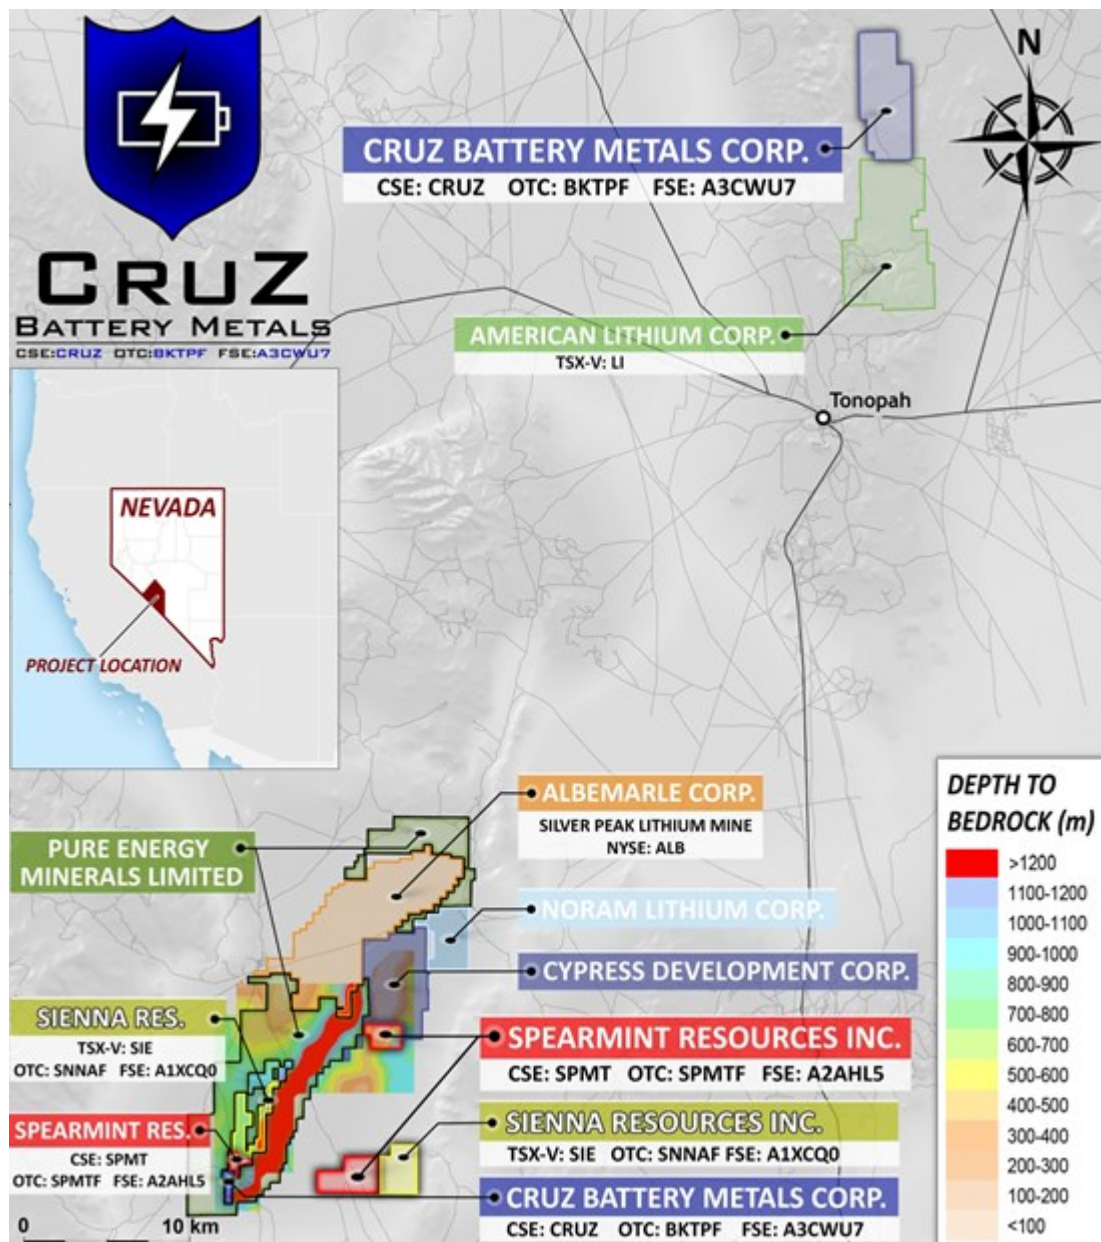 N
CRUZ BATTERY METALS CORP.
CSE: CRUZ OTC: BKTPF FSE: A3CWU7
CRUZ
BATTERY METALS
CSE:CRUZ OTC:BKTPF FSE:A3CWU7
AMERICAN LITHIUM CORP.
TSX-V: LI
Tonopah
NEVADA
PROJECT LOCATION
ALBEMARLE CORP.
SILVER PEAK LITHIUM MINE
NYSE: ALB
PURE ENERGY
MINERALS LIMITED
NORAM LITHIUM CORP.
CYPRESS DEVELOPMENT CORP.
SIENNA RES.
TSX-V: SIE
OTC: SNNAF FSE: A1XCQ0
SPEARMINT RESOURCES INC.
CSE: SPMT OTC: SPMTF FSE: A2AHL5
SPEARMINT RES.
CSE: SPMT
OTC: SPMTF FSE: A2AHL5
SIENNA RESOURCES INC.
TSX-V: SIE OTC: SNNAF FSE: A1XCQ0
CRUZ BATTERY METALS CORP.
CSE: CRUZ OTC: BKTPF FSE: A3CWU7
0 10 km
DEPTH TO
BEDROCK (m)
>1200
1100-1200
1000-1100
900-1000
800-900
700-800
600-700
500-600
400-500
300-400
200-300
100-200
<100